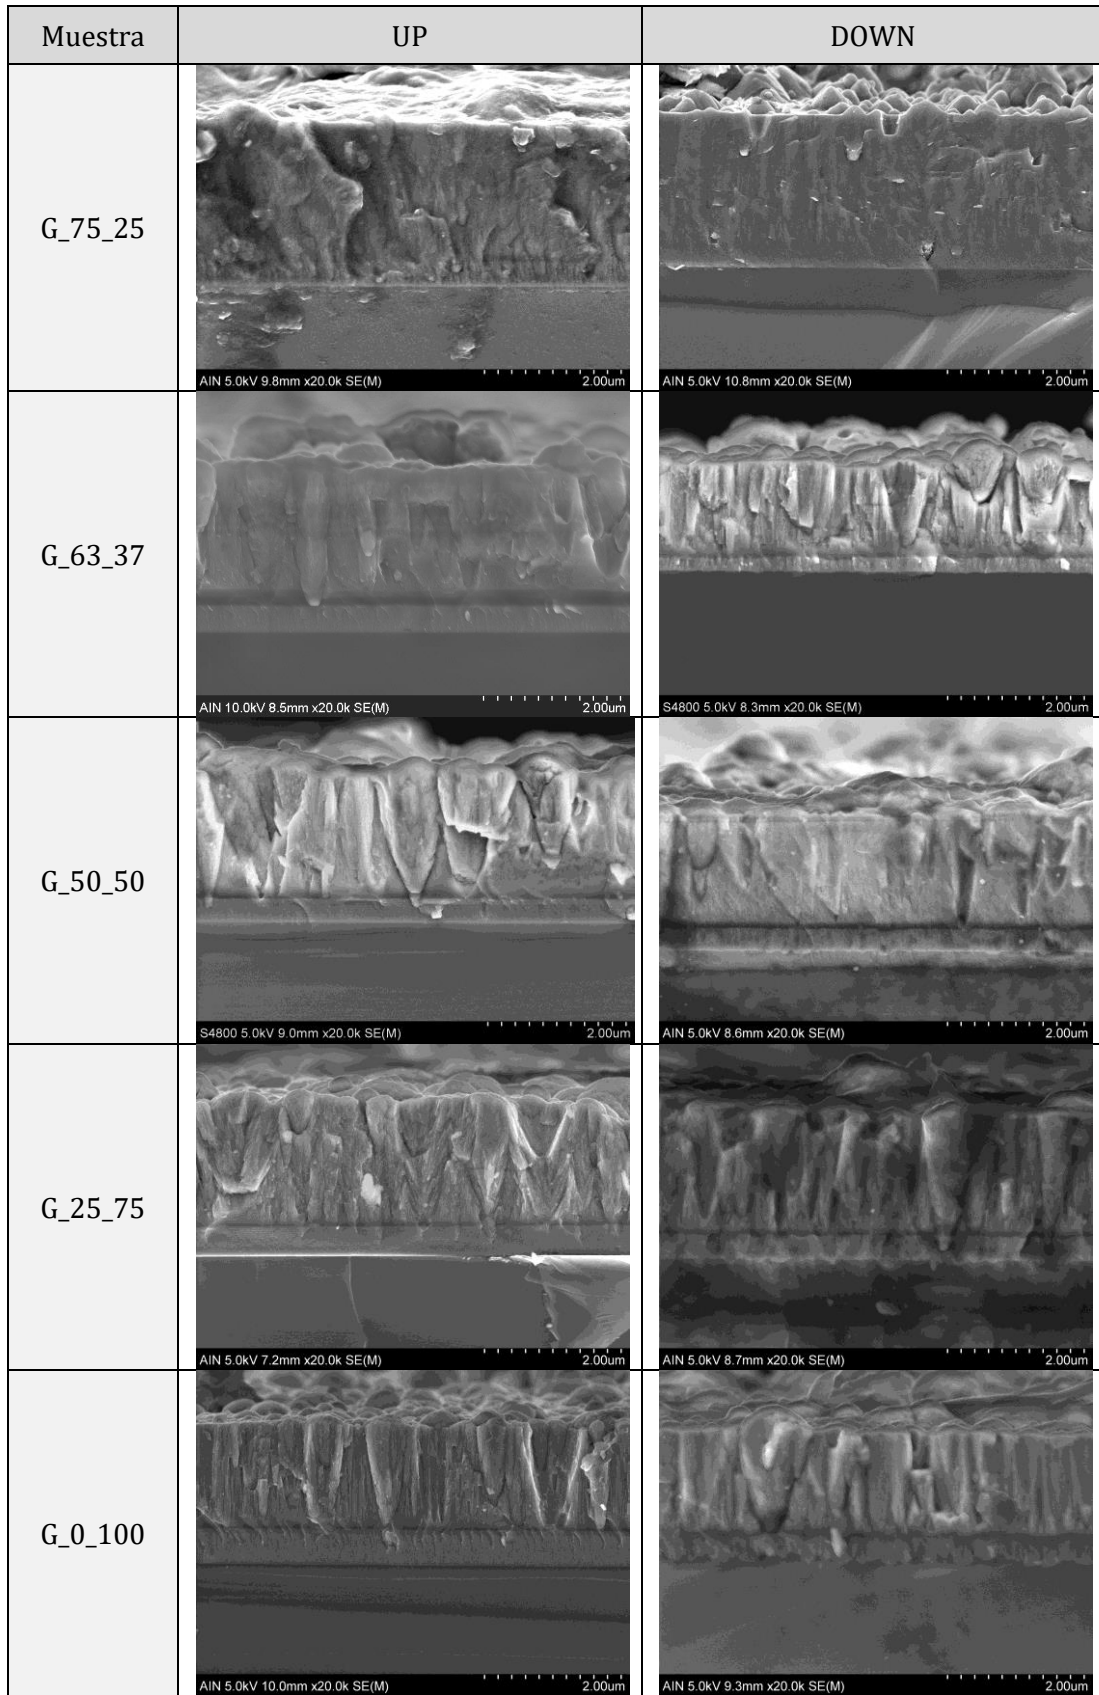 Muestra UP DOWN
G_75_25
AIN 5.0kV 9.8mm x20.0k SE(M) 2.00um
AIN 5.0kV 10.8mm x20.0k SE(M) 2.00um
G_63_37
AIN 10.0kV 8.5mm x20.0k SE(M) 2.00um
S4800 5.0kV 8.3mm x20.0k SE(M) 2.00um
G_50_50
S4800 5.0kV 9.0mm x20.0k SE(M) 2.00um
AIN 5.0kV 8.6mm x20.0k SE(M) 2.00um
G_25_75
AIN 5.0kV 7.2mm x20.0k SE(M) 2.00um
AIN 5.0kV 8.7mm x20.0k SE(M) 2.00um
G_0_100
AIN 5.0kV 10.0mm x20.0k SE(M) 2.00um
AIN 5.0kV 9.3mm x20.0k SE(M) 2.00um